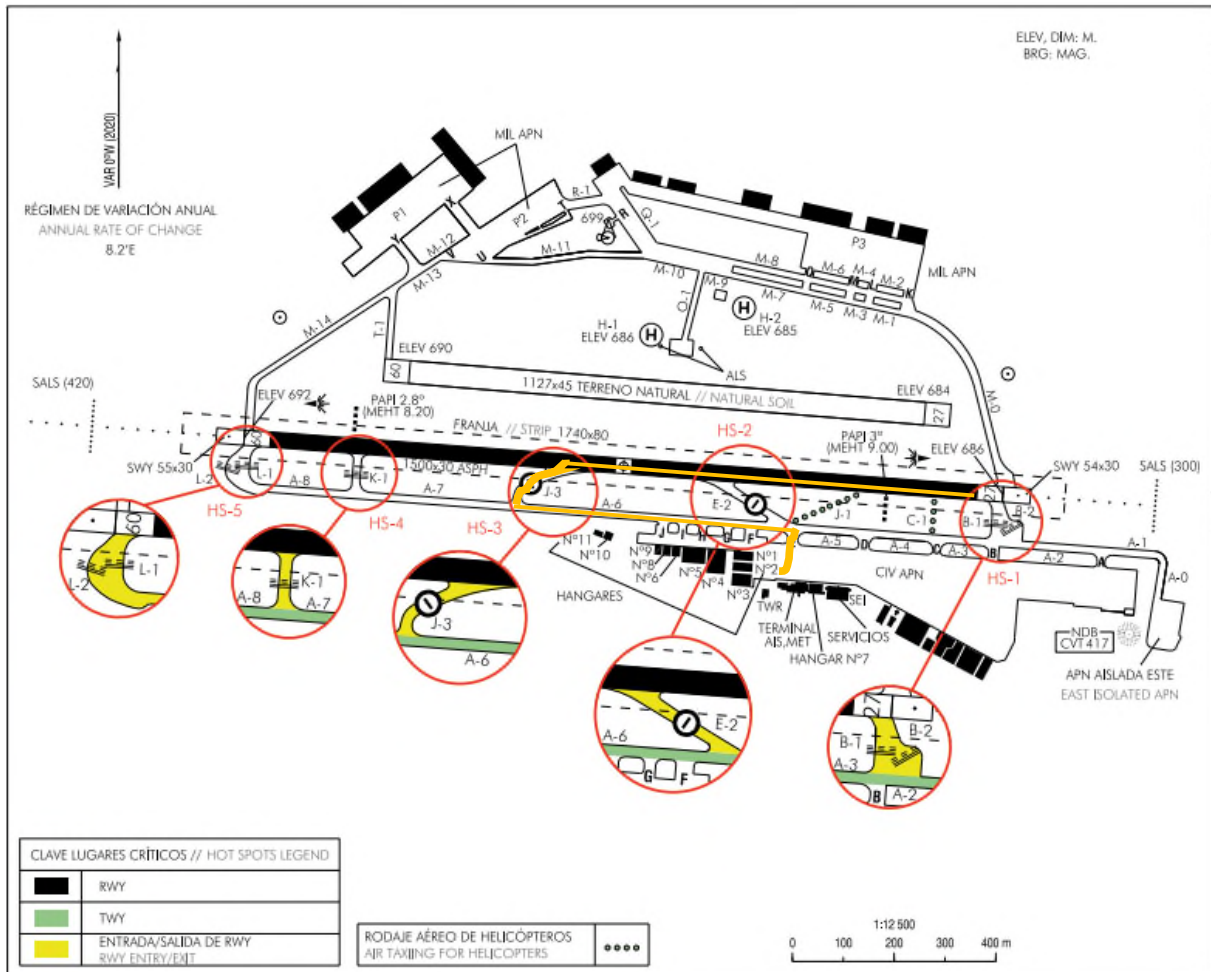 ELEV, DIM: M.
BRG: MAG.
VAR 0°W (2020)
RÉGIMEN DE VARIACIÓN ANUAL
ANNUAL RATE OF CHANGE
8.2'E
MIL APN
P1
X
Y
M-12
V
U
M-13
P2
R-1
699
R
Q-1
M-11
M-10
P3
MIL APN
M-8
M-6
M-4
M-2
K
M-9
M-7
M-5
M-3
M-1
M-14
T-1
H
H-1
ELEV 686
H
H-2
ELEV 685
ALS
M-0
ELEV 690
60
1127x45 TERRENO NATURAL // NATURAL SOIL
ELEV 684
27
SALS (420)
ELEV 692
PAPI 2.8º
(MEHT 8.20)
FRANJA // STRIP 1740x80
HS-2
PAPI 3º
(MEHT 9.00)
ELEV 686
SWY 54x30
SALS (300)
60
SWY 55x30
L-2
L-1
A-8
K-1
1500x30 ASPH
A-7
J-3
A-6
E-2
J-1
C-1
27
B-1
B-2
HS-5
HS-4
HS-3
HS-1
J
I
H
G
F
A-5
D
A-4
C
A-3
B
A-2
A
A-1
A-0
Nº11
Nº10
Nº9
Nº8
Nº6
Nº5
Nº4
Nº1
Nº2
Nº3
HANGARES
CIV APN
TWR
TERMINAL
AIS,MET
SEI
SERVICIOS
HANGAR Nº7
NDB
CVT 417
APN AISLADA ESTE
EAST ISOLATED APN
60
L-2
L-1
K-1
A-8
A-7
J-3
A-6
E-2
A-6
G
F
27
B-2
B-1
A-3
B
A-2
CLAVE LUGARES CRÍTICOS // HOT SPOTS LEGEND
RWY
TWY
ENTRADA/SALIDA DE RWY
RWY ENTRY/EXIT
RODAJE AÉREO DE HELICÓPTEROS
AIR TAXIING FOR HELICOPTERS
1:12 500
0 100 200 300 400 m